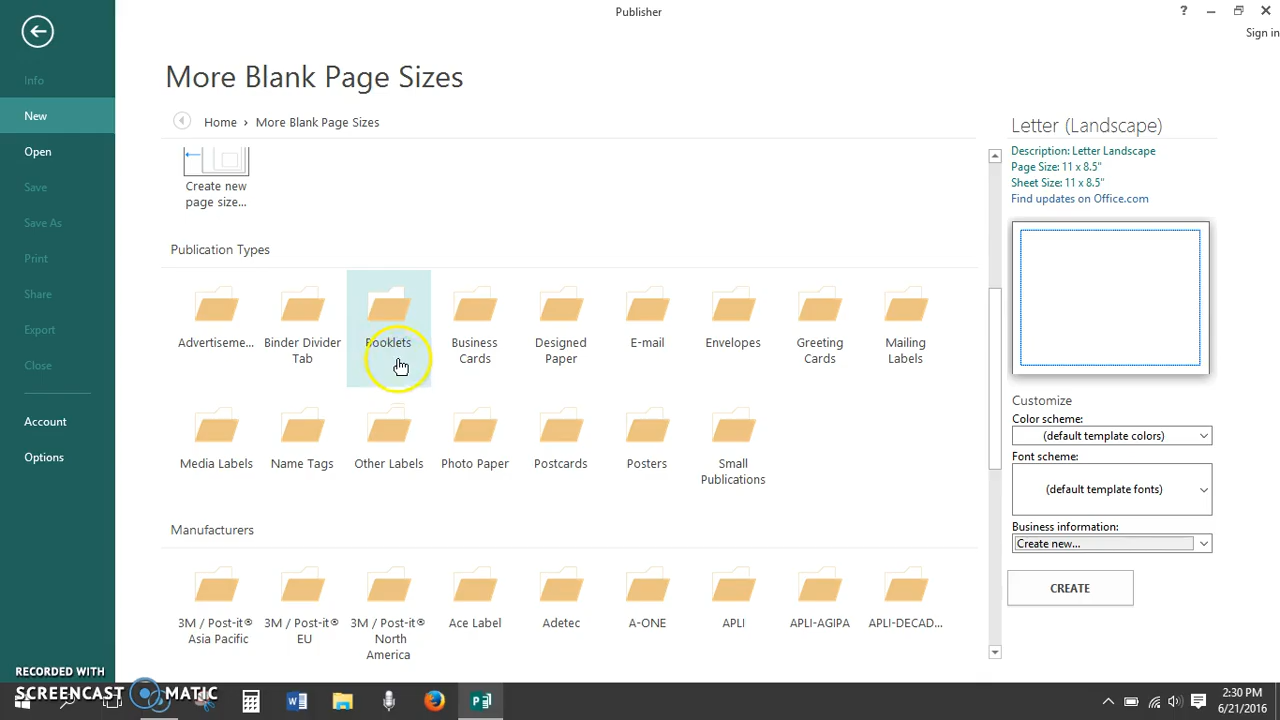 Publisher
?
Sign in
Info
New
Open
Save
Save As
Print
Share
Export
Close
Account
Options
More Blank Page Sizes
Home › More Blank Page Sizes
Create new
page size...
Publication Types
Advertiseme...
Binder Divider
Tab
Booklets
Business
Cards
Designed
Paper
E-mail
Envelopes
Greeting
Cards
Mailing
Labels
Media Labels
Name Tags
Other Labels
Photo Paper
Postcards
Posters
Small
Publications
Manufacturers
3M / Post-it®
Asia Pacific
3M / Post-it®
EU
3M / Post-it®
North
America
Ace Label
Adetec
A-ONE
APLI
APLI-AGIPA
APLI-DECAD...
Letter (Landscape)
Description: Letter Landscape
Page Size: 11 x 8.5"
Sheet Size: 11 x 8.5"
Find updates on Office.com
Customize
Color scheme:
(default template colors)
Font scheme:
(default template fonts)
Business information:
Create new...
CREATE
RECORDED WITH
SCREENCAST MATIC
2:30 PM
6/21/2016